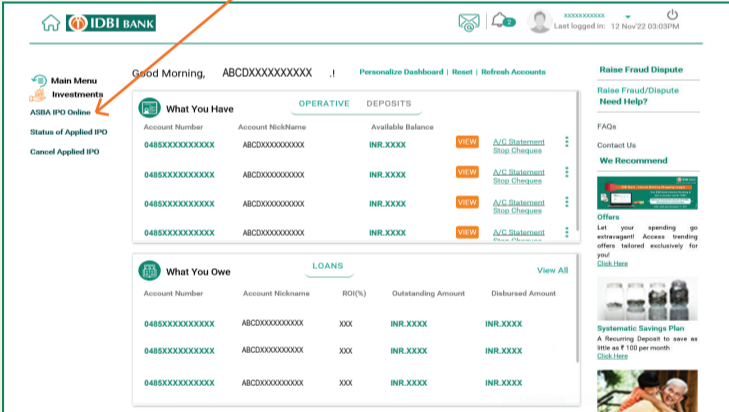 IDBI BANK
2
XXXXXXXXXXX
Last logged in: 12 Nov'22 03:03PM
Main Menu
Investments
ASBA IPO Online
Status of Applied IPO
Cancel Applied IPO
Good Morning, ABCDXXXXXXXXXX .!
Personalize Dashboard | Reset | Refresh Accounts
What You Have
OPERATIVE DEPOSITS
Account Number Account NickName Available Balance
0485XXXXXXXXXX ABCDXXXXXXXXXX INR.XXXX VIEW A/C Statement
Stop Cheques
0485XXXXXXXXXX ABCDXXXXXXXXXX INR.XXXX VIEW A/C Statement
Stop Cheques
0485XXXXXXXXXX ABCDXXXXXXXXXX INR.XXXX VIEW A/C Statement
Stop Cheques
0485XXXXXXXXXX ABCDXXXXXXXXXX INR.XXXX VIEW A/C Statement
Stop Cheques
What You Owe
LOANS
View All
Account Number Account Nickname ROI(%) Outstanding Amount Disbursed Amount
0485XXXXXXXXXX ABCDXXXXXXXXXX XXX INR.XXXX INR.XXXX
0485XXXXXXXXXX ABCDXXXXXXXXXX XXX INR.XXXX INR.XXXX
0485XXXXXXXXXX ABCDXXXXXXXXXX XXX INR.XXXX INR.XXXX
Raise Fraud Dispute
Raise Fraud/Dispute
Need Help?
FAQs
Contact Us
We Recommend
Offers
Let your spending go
extravagant! Access trending
offers tailored exclusively for
you!
Click Here
Systematic Savings Plan
A Recurring Deposit to save as
little as ₹ 100 per month
Click Here